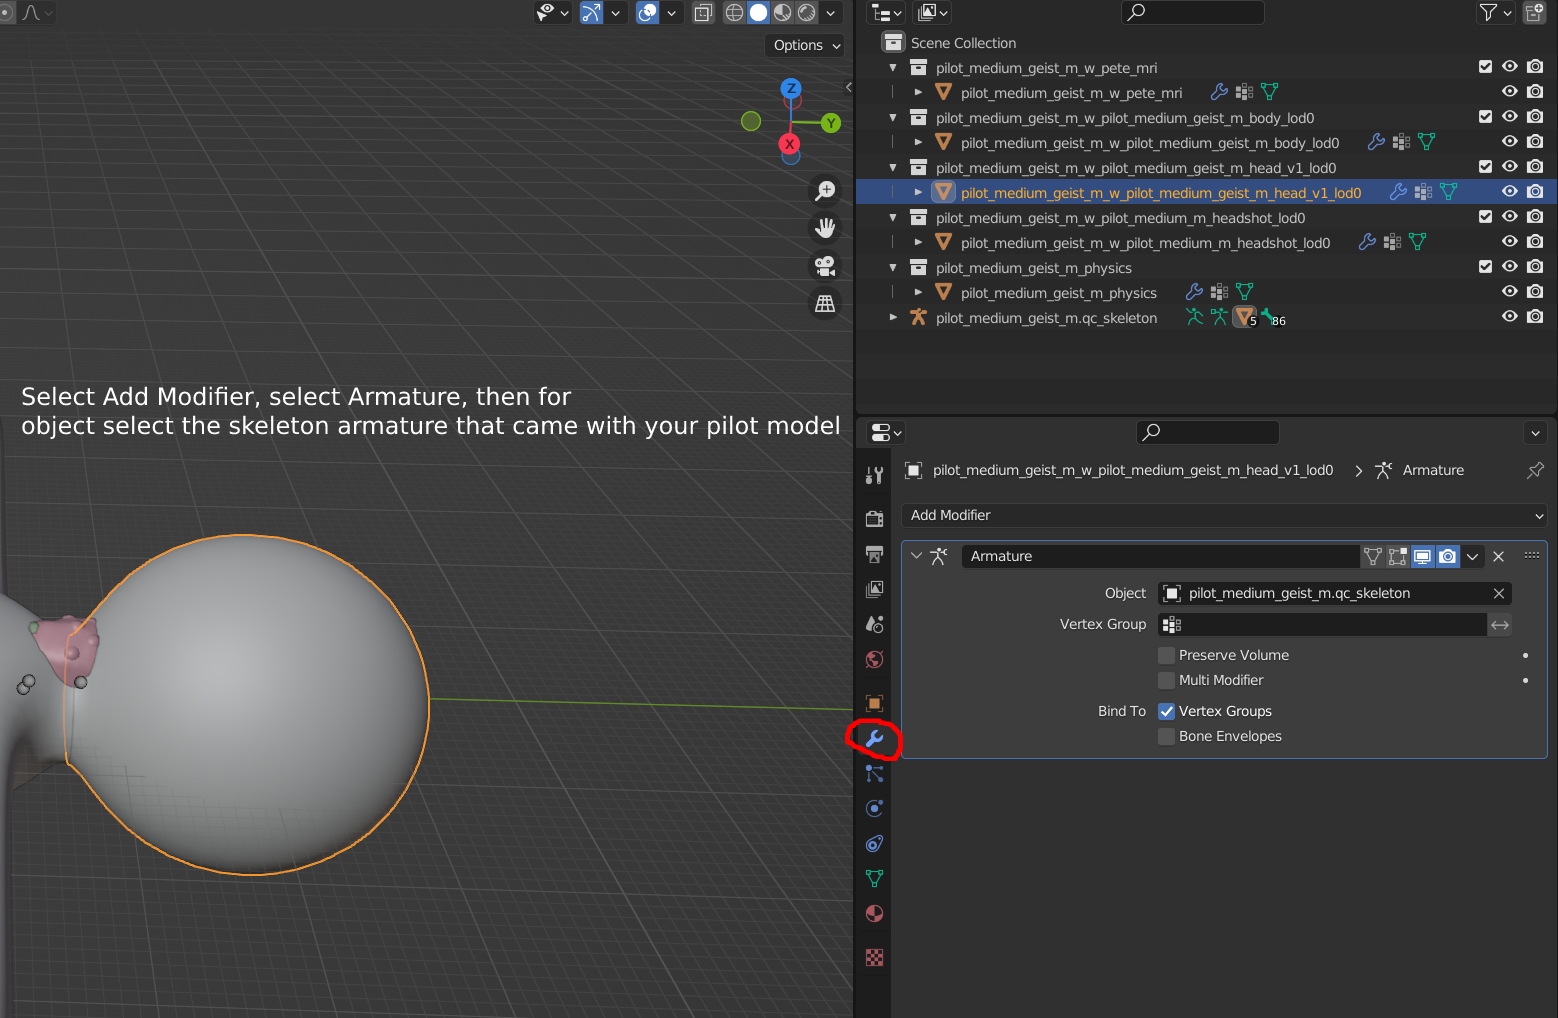 Options
Z
Y
X
Select Add Modifier, select Armature, then for
object select the skeleton armature that came with your pilot model
Scene Collection
pilot_medium_geist_m_w_pete_mri
pilot_medium_geist_m_w_pete_mri
pilot_medium_geist_m_w_pilot_medium_geist_m_body_lod0
pilot_medium_geist_m_w_pilot_medium_geist_m_body_lod0
pilot_medium_geist_m_w_pilot_medium_geist_m_head_v1_lod0
pilot_medium_geist_m_w_pilot_medium_geist_m_head_v1_lod0
pilot_medium_geist_m_w_pilot_medium_m_headshot_lod0
pilot_medium_geist_m_w_pilot_medium_m_headshot_lod0
pilot_medium_geist_m_physics
pilot_medium_geist_m_physics
pilot_medium_geist_m.qc_skeleton 5 86
pilot_medium_geist_m_w_pilot_medium_geist_m_head_v1_lod0 > Armature
Add Modifier
Armature
Object pilot_medium_geist_m.qc_skeleton
Vertex Group
Preserve Volume
Multi Modifier
Bind To Vertex Groups
Bone Envelopes